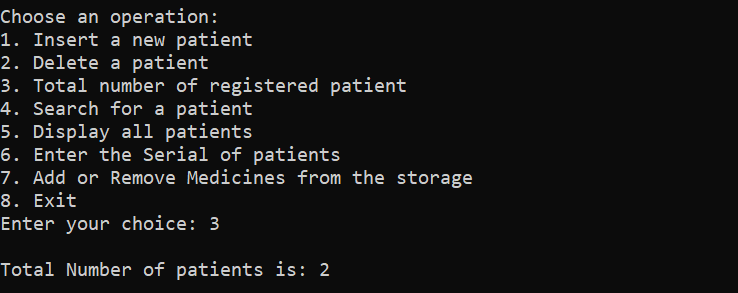 Choose an operation:
1. Insert a new patient
2. Delete a patient
3. Total number of registered patient
4. Search for a patient
5. Display all patients
6. Enter the Serial of patients
7. Add or Remove Medicines from the storage
8. Exit
Enter your choice: 3
Total Number of patients is: 2